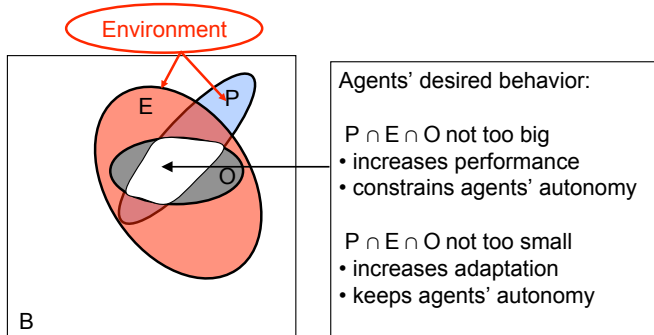 Environment
E
P
O
B
Agents’ desired behavior:
P ∩ E ∩ O not too big
• increases performance
• constrains agents’ autonomy
P ∩ E ∩ O not too small
• increases adaptation
• keeps agents’ autonomy